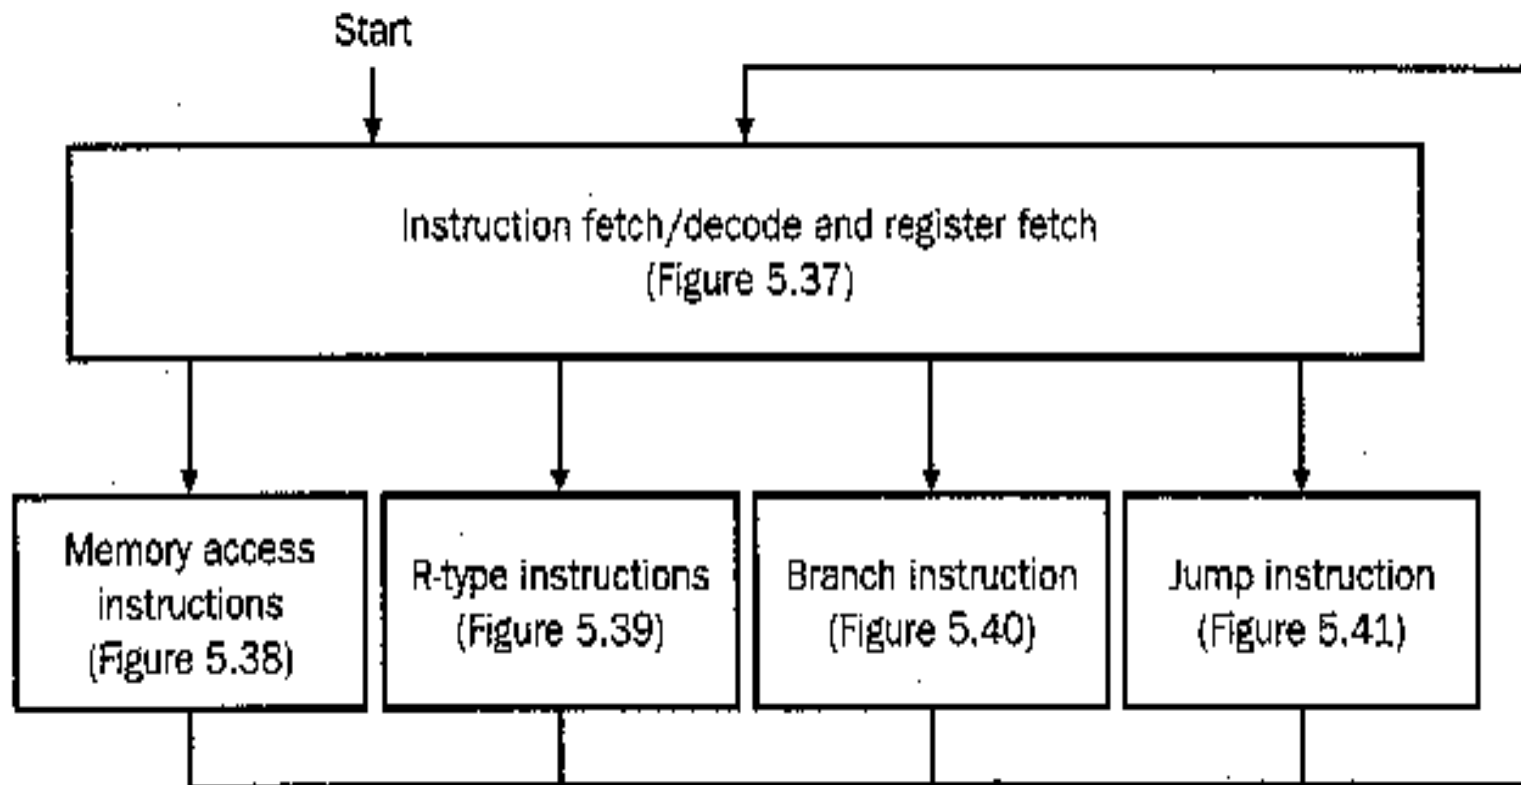 Start
Instruction fetch/decode and register fetch
(Figure 5.37)
Memory access
instructions
(Figure 5.38)
R-type instructions
(Figure 5.39)
Branch instruction
(Figure 5.40)
Jump instruction
(Figure 5.41)